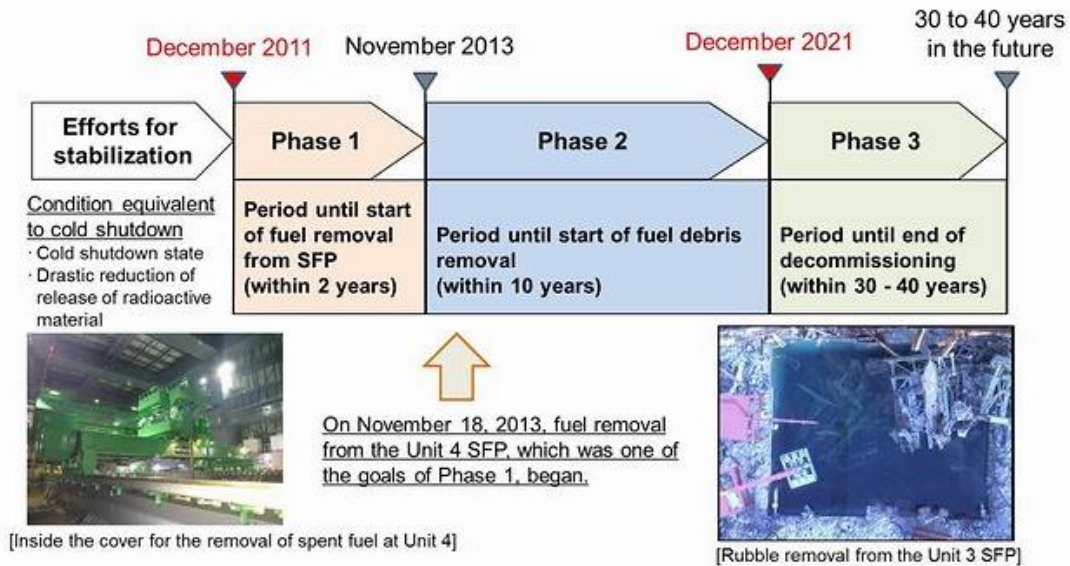 December 2011
November 2013
December 2021
30 to 40 years
in the future
Efforts for
stabilization
Phase 1
Phase 2
Phase 3
Condition equivalent
to cold shutdown
· Cold shutdown state
· Drastic reduction of
release of radioactive
material
Period until start
of fuel removal
from SFP
(within 2 years)
Period until start of fuel debris
removal
(within 10 years)
Period until end of
decommissioning
(within 30 - 40 years)
On November 18, 2013, fuel removal
from the Unit 4 SFP, which was one of
the goals of Phase 1, began.
[Inside the cover for the removal of spent fuel at Unit 4]
[Rubble removal from the Unit 3 SFP]